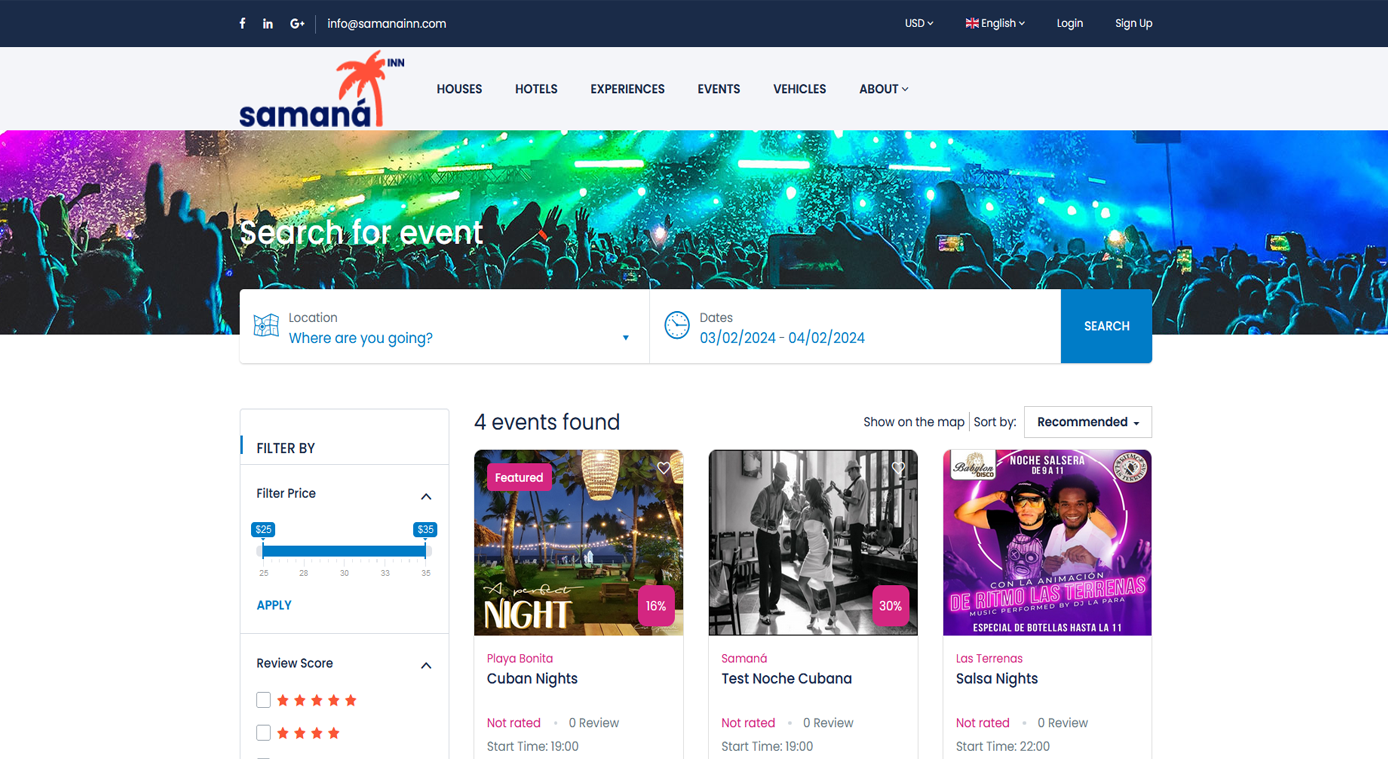 info@samanainn.com
USD
English
Login
Sign Up
samaná INN
HOUSES
HOTELS
EXPERIENCES
EVENTS
VEHICLES
ABOUT
Search for event
Location
Where are you going?
Dates
03/02/2024 - 04/02/2024
SEARCH
FILTER BY
Filter Price
$25
$35
25
28
30
33
35
APPLY
Review Score
4 events found
Show on the map
Sort by:
Recommended
Featured
A perfect
NIGHT
16%
Playa Bonita
Cuban Nights
Not rated
0 Review
Start Time: 19:00
30%
Samaná
Test Noche Cubana
Not rated
0 Review
Start Time: 19:00
Babylon
DISCO
NOCHE SALSERA
DE 9 A 11
CON LA ANIMACIÓN
DE RITMO LAS TERRENAS
MUSIC PERFORMED BY DJ LA PARA
ESPECIAL DE BOTELLAS HASTA LA 11
Las Terrenas
Salsa Nights
Not rated
0 Review
Start Time: 22:00